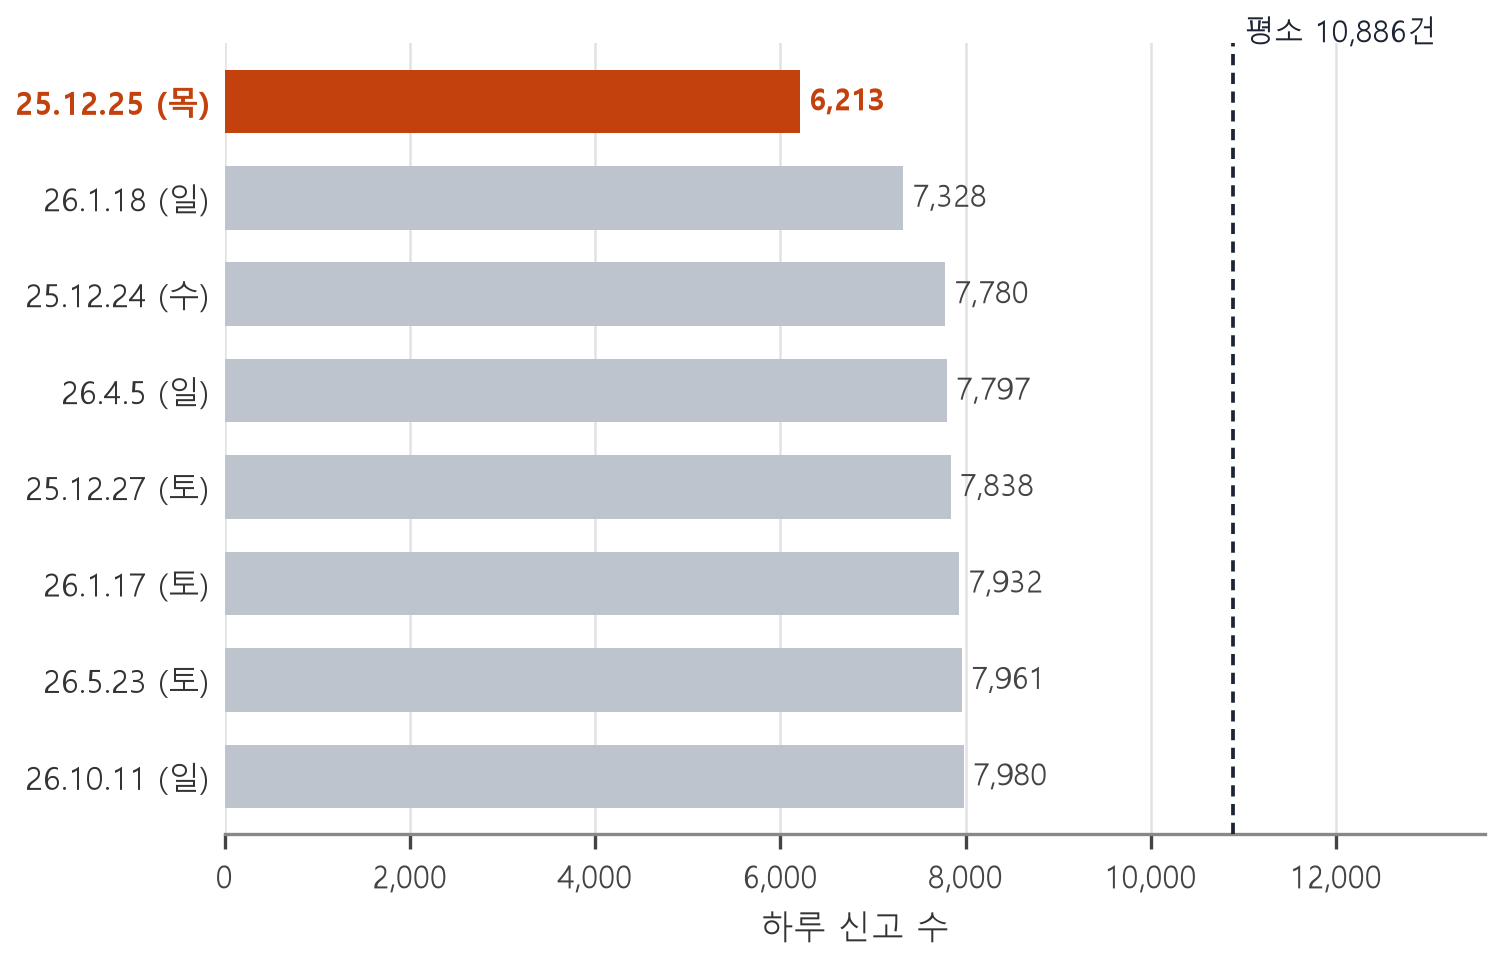 평소 10,886건
25.12.25 (목) 6,213
26.1.18 (일) 7,328
25.12.24 (수) 7,780
26.4.5 (일) 7,797
25.12.27 (토) 7,838
26.1.17 (토) 7,932
26.5.23 (토) 7,961
26.10.11 (일) 7,980
0 2,000 4,000 6,000 8,000 10,000 12,000
하루 신고 수